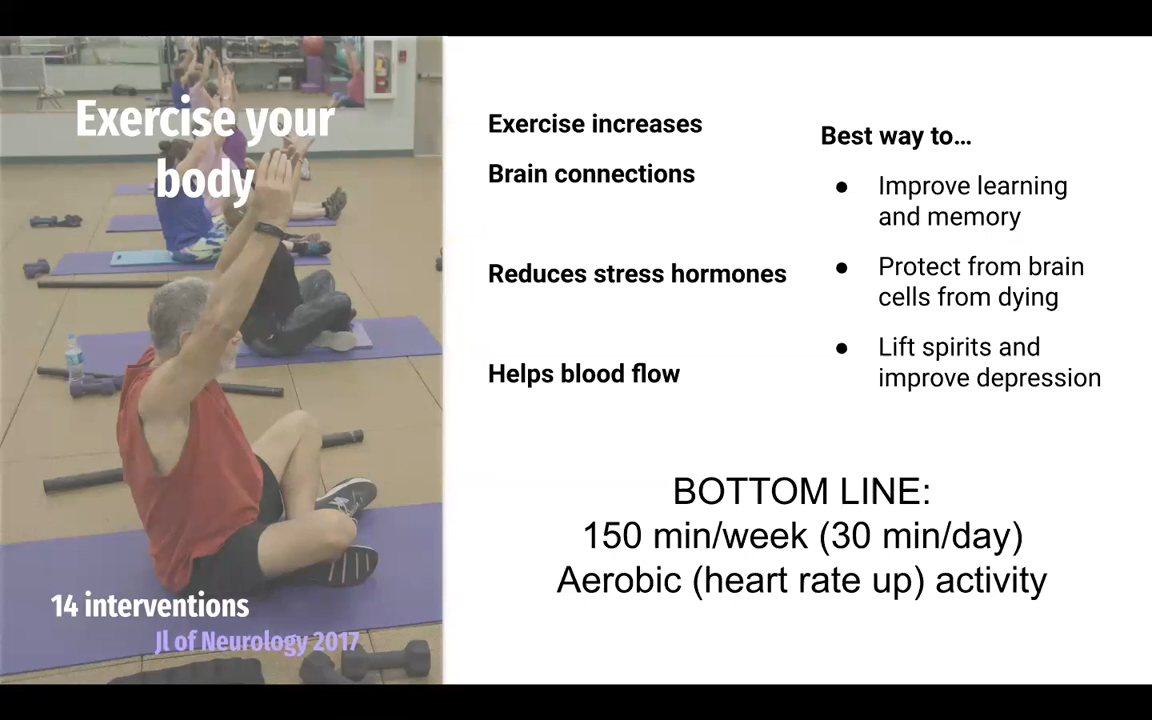 Exercise your
body
14 interventions
Jl of Neurology 2017
Exercise increases
Brain connections
Reduces stress hormones
Helps blood flow
Best way to…
● Improve learning
and memory
● Protect from brain
cells from dying
● Lift spirits and
improve depression
BOTTOM LINE:
150 min/week (30 min/day)
Aerobic (heart rate up) activity